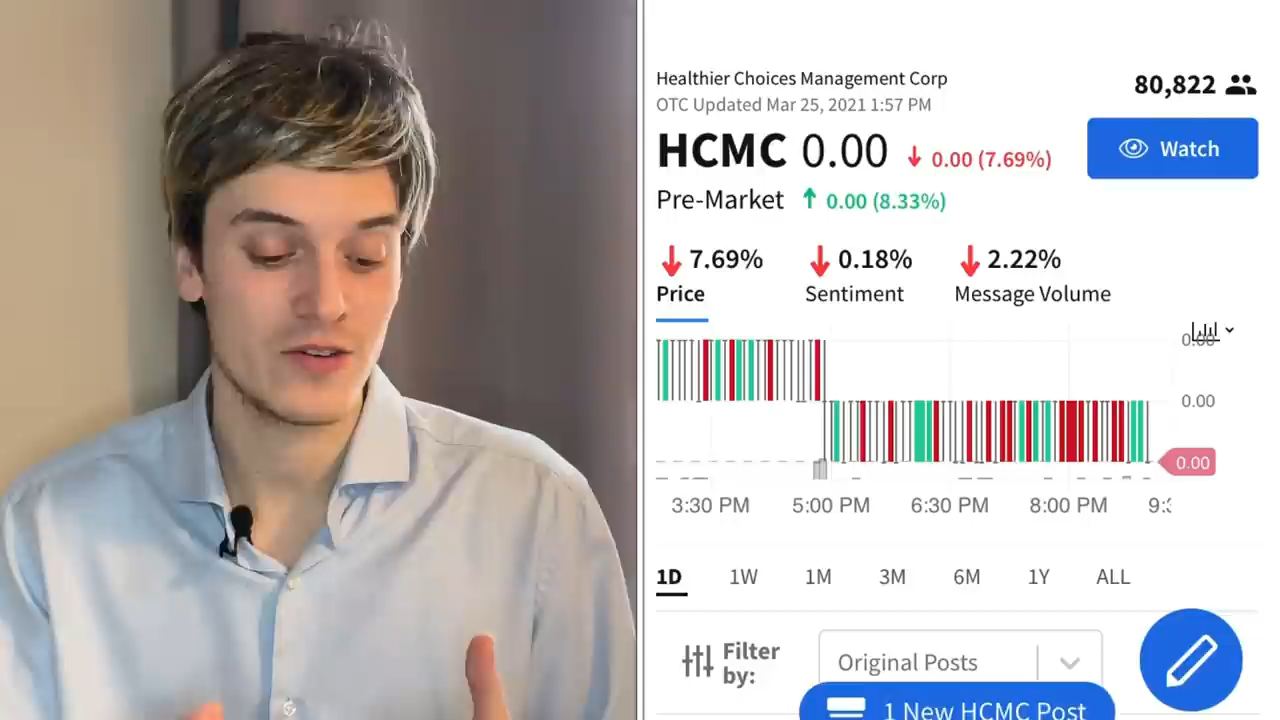 Healthier Choices Management Corp
80,822
OTC Updated Mar 25, 2021 1:57 PM
HCMC 0.00 0.00 (7.69%)
Watch
Pre-Market 0.00 (8.33%)
7.69% 0.18% 2.22%
Price Sentiment Message Volume
0.00
0.00
0.00
3:30 PM 5:00 PM 6:30 PM 8:00 PM 9:3
1D 1W 1M 3M 6M 1Y ALL
Filter
by:
Original Posts
1 New HCMC Post